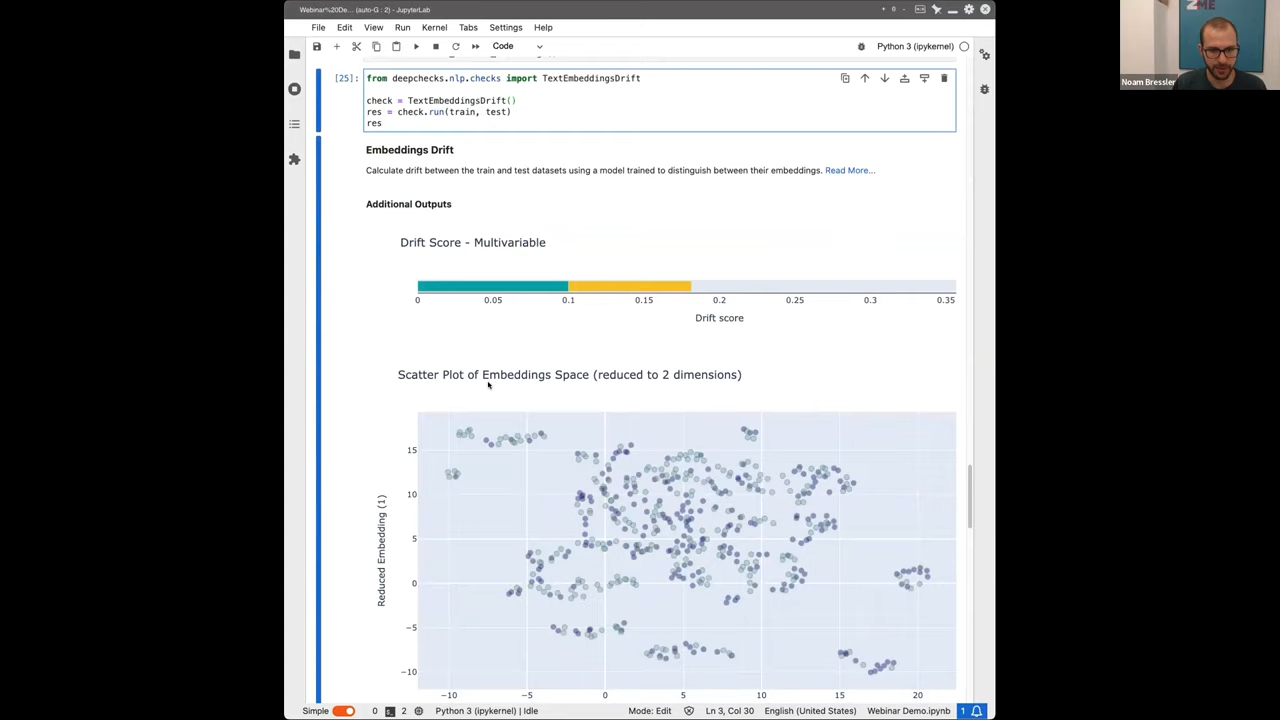 Webinar%20De... (auto-G : 2) - JupyterLab
0
File Edit View Run Kernel Tabs Settings Help
Code
Python 3 (ipykernel)
ZME
Noam Bressler
[25]: from deepchecks.nlp.checks import TextEmbeddingsDrift
check = TextEmbeddingsDrift()
res = check.run(train, test)
res
Embeddings Drift
Calculate drift between the train and test datasets using a model trained to distinguish between their embeddings. Read More...
Additional Outputs
Drift Score - Multivariable
0 0.05 0.1 0.15 0.2 0.25 0.3 0.35
Drift score
Scatter Plot of Embeddings Space (reduced to 2 dimensions)
15
10
5
0
−5
−10
Reduced Embedding (1)
−10 −5 0 5 10 15 20
Simple 0 2 Python 3 (ipykernel) | Idle Mode: Edit Ln 3, Col 30 English (United States) Webinar Demo.ipynb 1